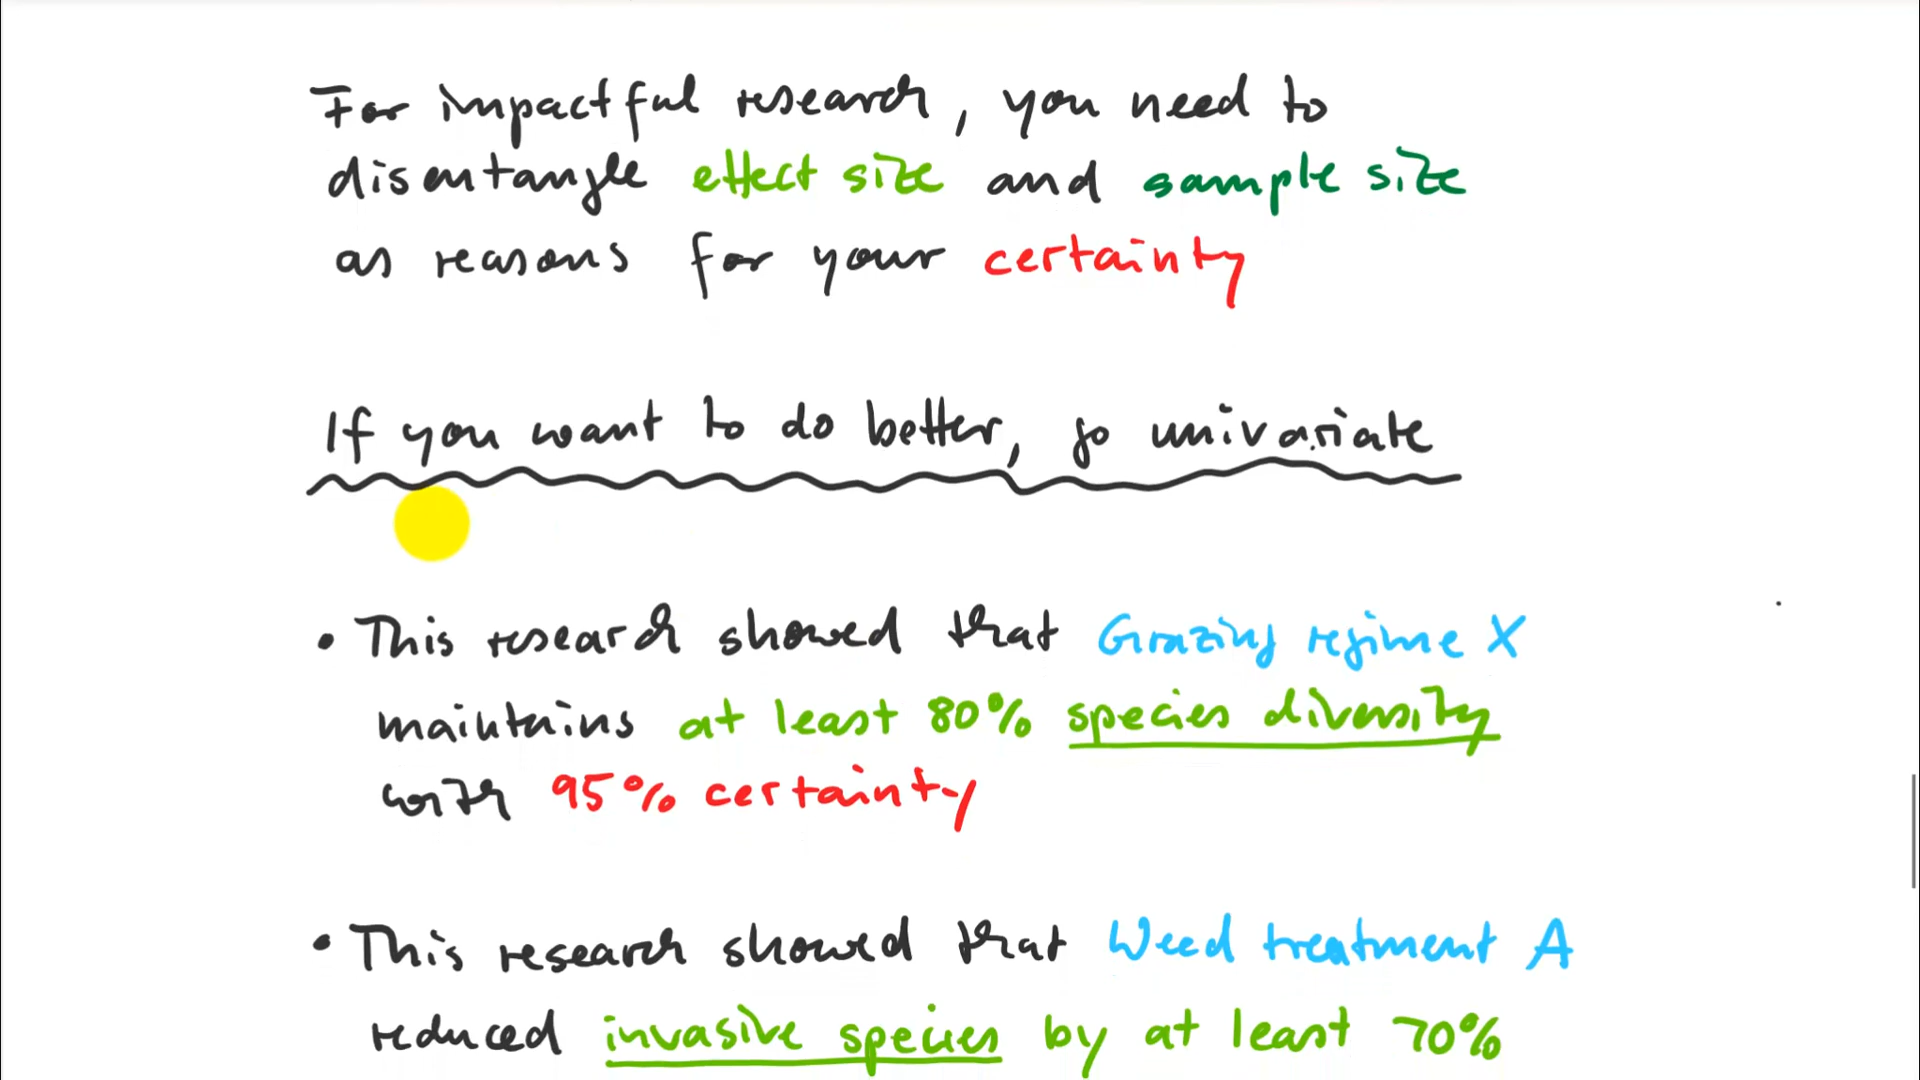 For impactful research, you need to
disentangle effect size and sample size
as reasons for your certainty
If you want to do better, go univariate
• This research showed that Grazing regime X
maintains at least 80% species diversity
with 95% certainty
• This research showed that Weed treatment A
reduced invasive species by at least 70%